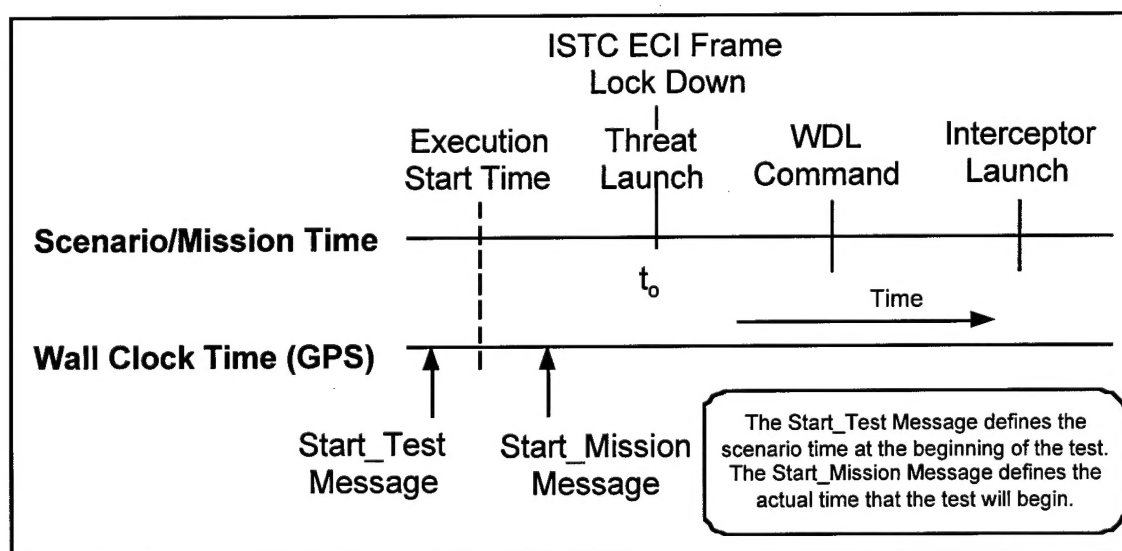 ISTC ECI Frame
Lock Down
Execution
Start Time
Threat
Launch
WDL
Command
Interceptor
Launch
Scenario/Mission Time
to
Time
Wall Clock Time (GPS)
Start_Test
Message
Start_Mission
Message
The Start_Test Message defines the
scenario time at the beginning of the test.
The Start_Mission Message defines the
actual time that the test will begin.